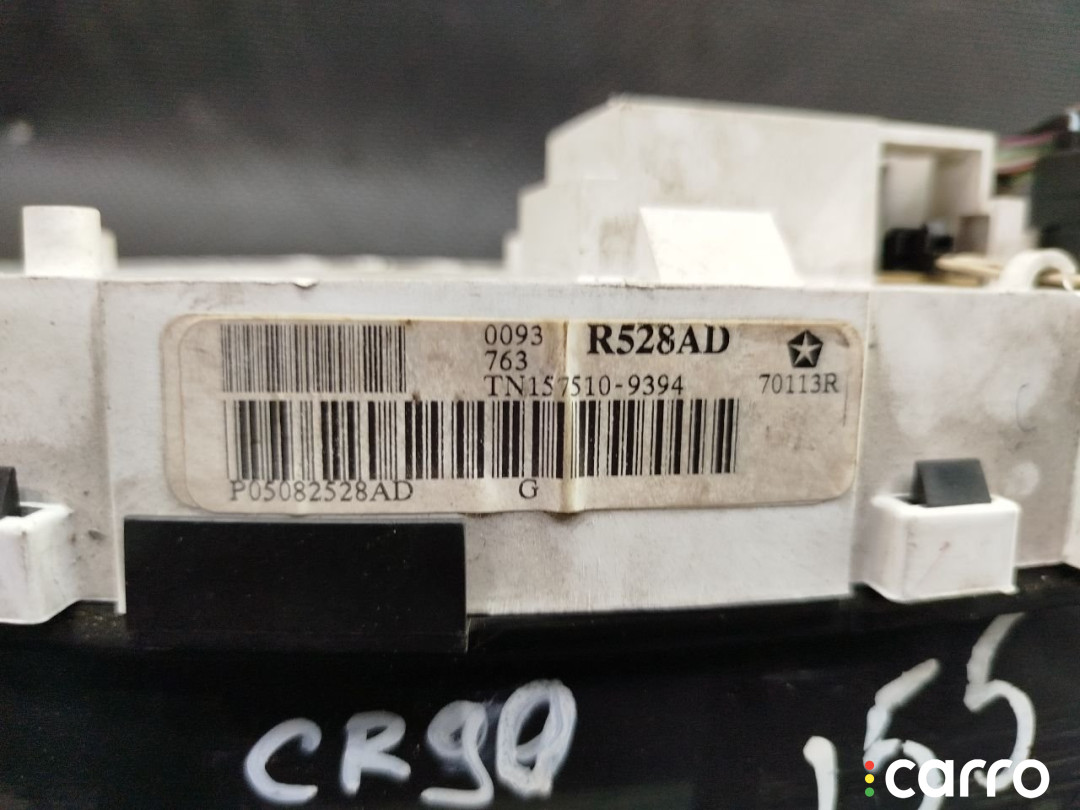 0093 R528AD
763
TN157510-9394 70113R
P05082528AD G
CR90
155
carro